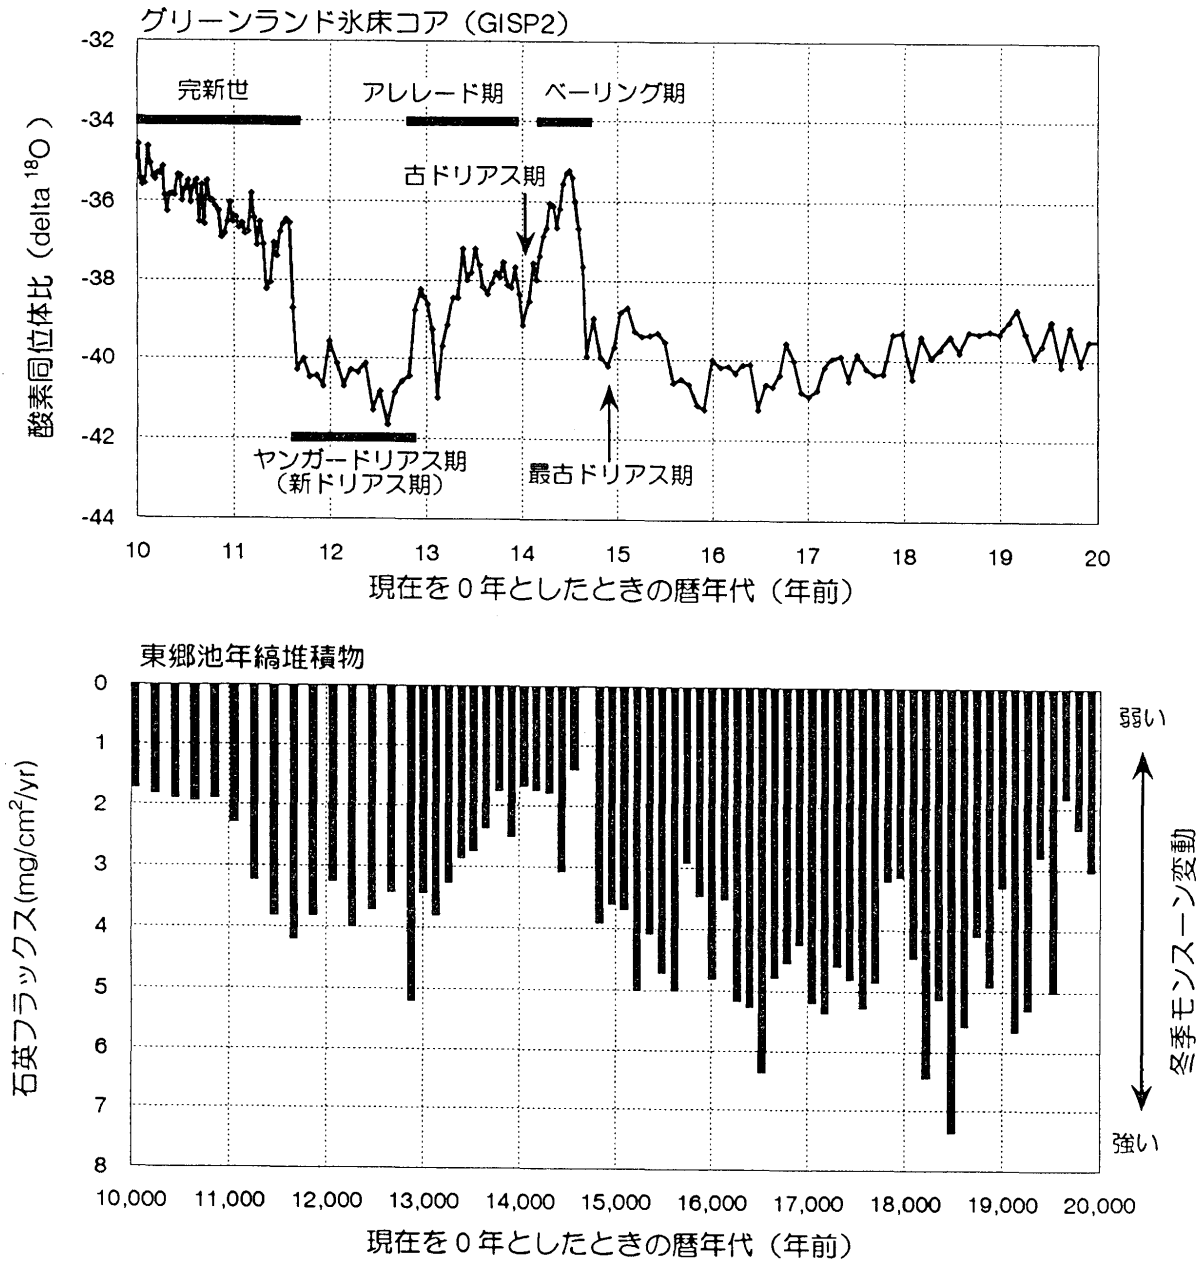 グリーンランド氷床コア（GISP2）
-32
-34
-36
-38
-40
-42
-44
酸素同位体比（delta 18O）
完新世
アレレード期
ベーリング期
古ドリアス期
ヤンガードリアス期
（新ドリアス期）
最古ドリアス期
10 11 12 13 14 15 16 17 18 19 20
現在を0年としたときの暦年代（年前）
東郷池年縞堆積物
0
1
2
3
4
5
6
7
8
石英フラックス(mg/cm2/yr)
弱い
冬季モンスーン変動
強い
10,000 11,000 12,000 13,000 14,000 15,000 16,000 17,000 18,000 19,000 20,000
現在を0年としたときの暦年代（年前）